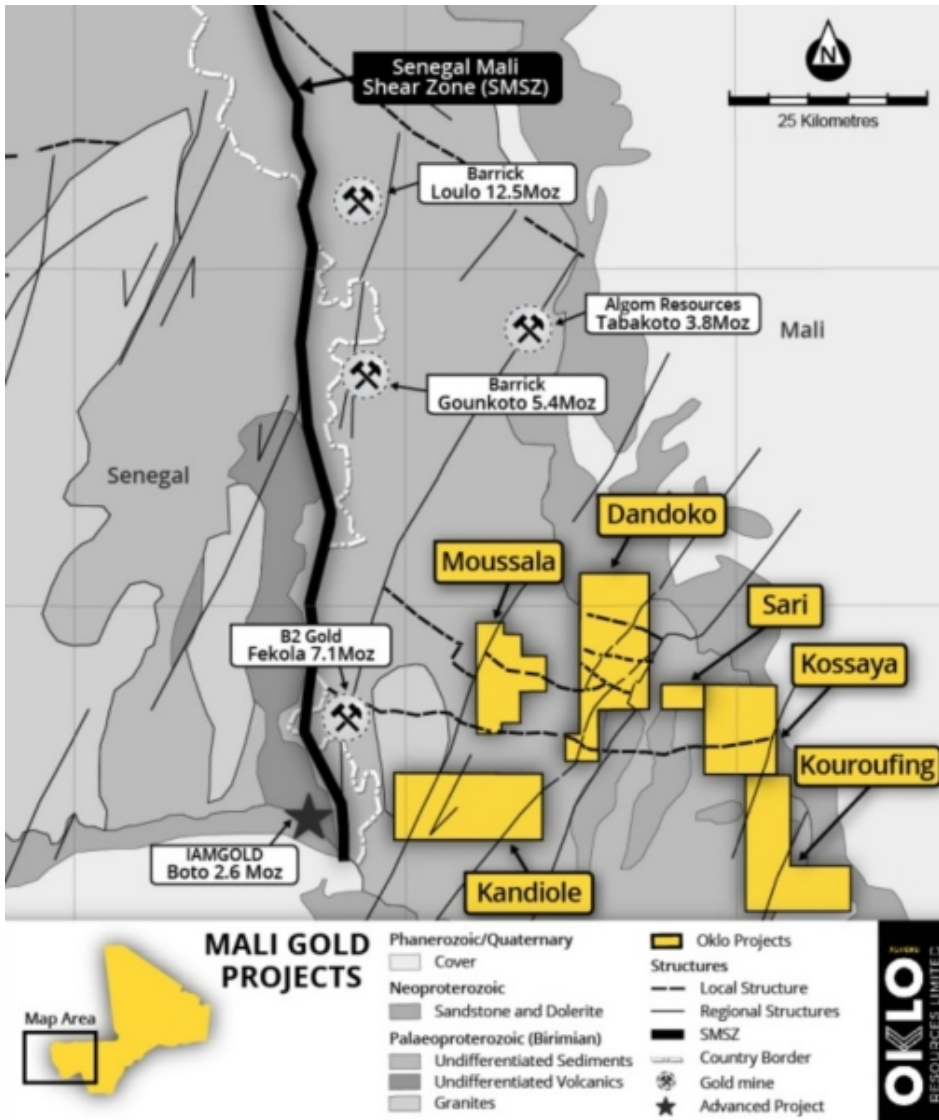 Senegal Mali
Shear Zone (SMSZ)
N
25 Kilometres
Barrick
Loulo 12.5Moz
Algom Resources
Tabakoto 3.8Moz
Mali
Barrick
Gounkoto 5.4Moz
Senegal
Dandoko
Moussala
Sari
B2 Gold
Fekola 7.1Moz
Kossaya
Kouroufing
IAMGOLD
Boto 2.6 Moz
Kandiole
MALI GOLD
PROJECTS
Map Area
Phanerozoic/Quaternary
Cover
Neoproterozoic
Sandstone and Dolerite
Palaeoproterozoic (Birimian)
Undifferentiated Sediments
Undifferentiated Volcanics
Granites
Oklo Projects
Structures
Local Structure
Regional Structures
SMSZ
Country Border
Gold mine
Advanced Project
OKLO
RESOURCES LIMITED